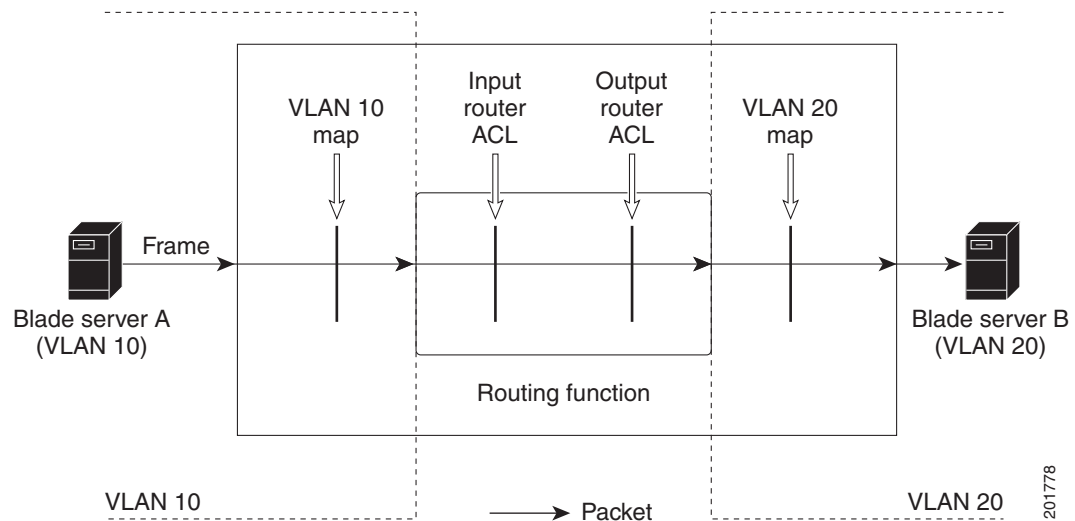 VLAN 10
map
Input
router
ACL
Output
router
ACL
VLAN 20
map
Frame
Blade server A
(VLAN 10)
Blade server B
(VLAN 20)
Routing function
VLAN 10
Packet
VLAN 20
201778